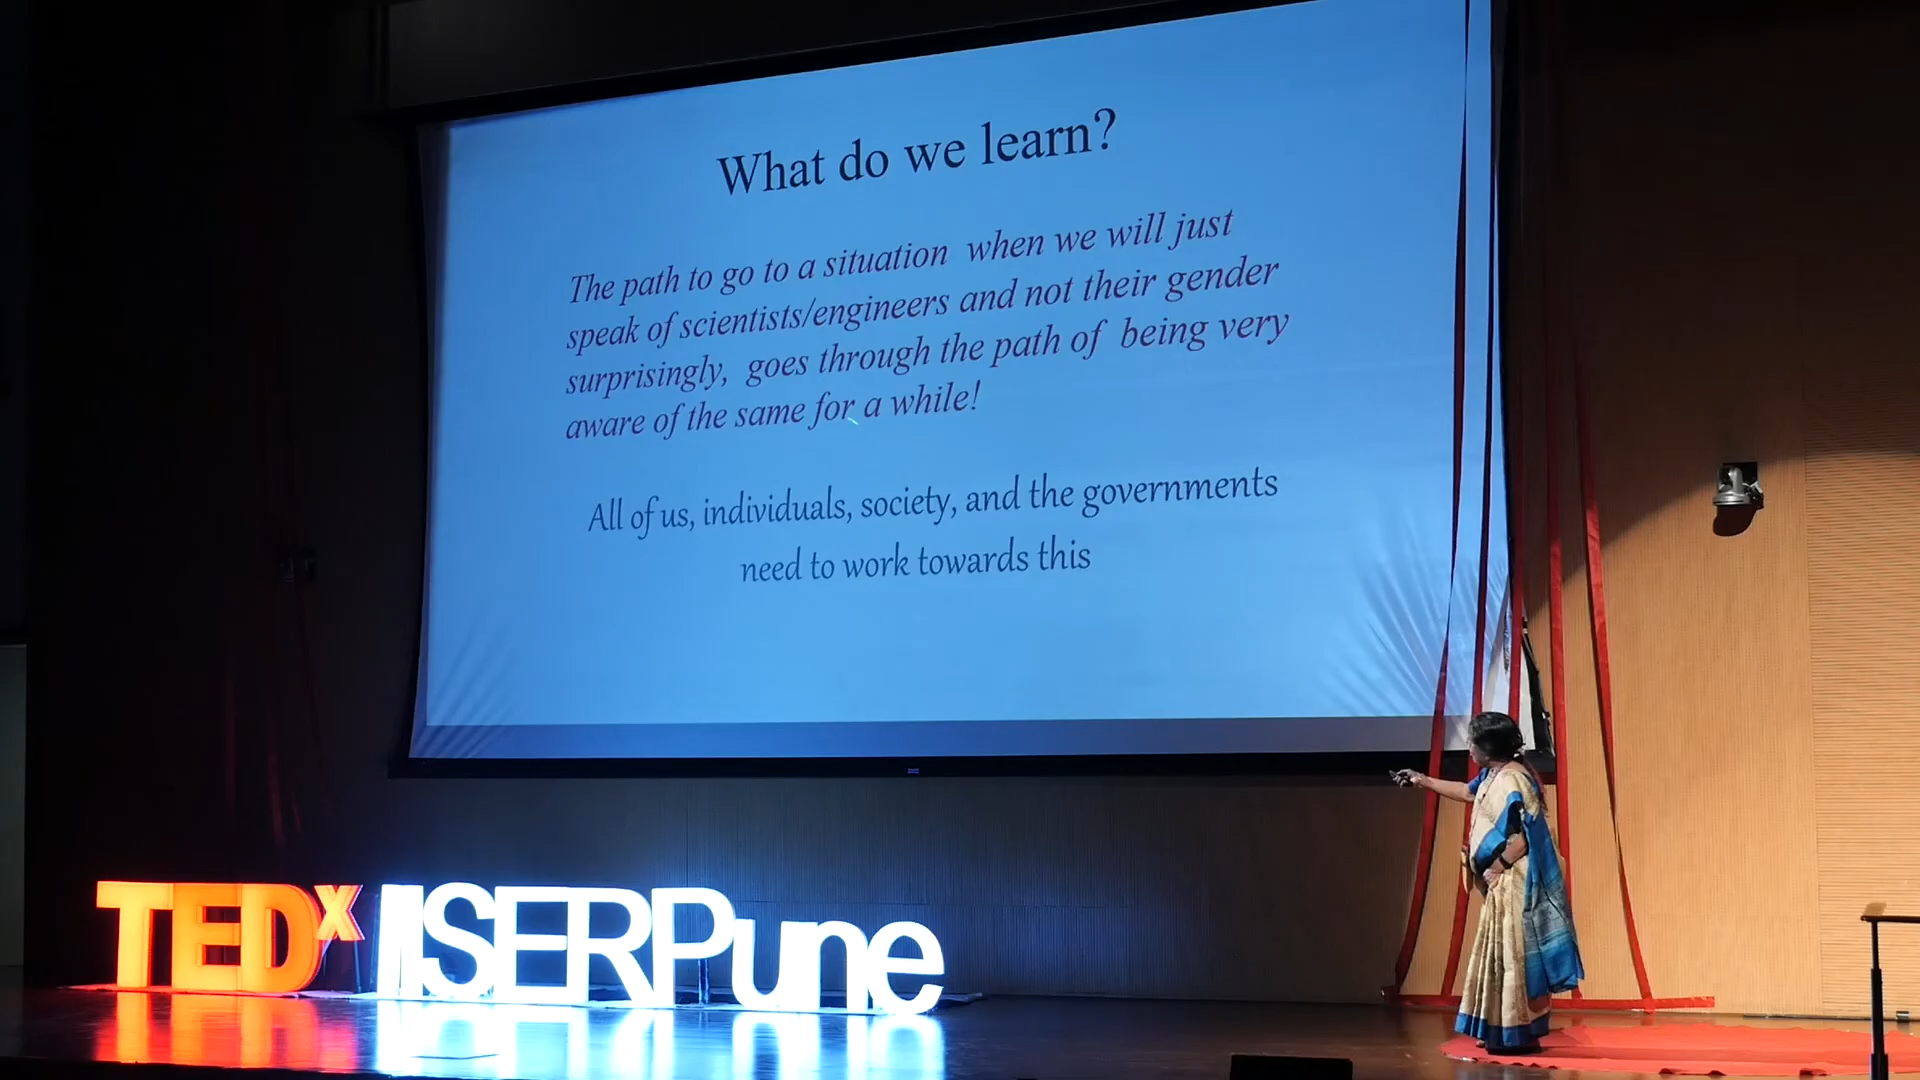 What do we learn?
The path to go to a situation when we will just
speak of scientists/engineers and not their gender
surprisingly, goes through the path of being very
aware of the same for a while!
All of us, individuals, society, and the governments
need to work towards this
TEDx IISERPune